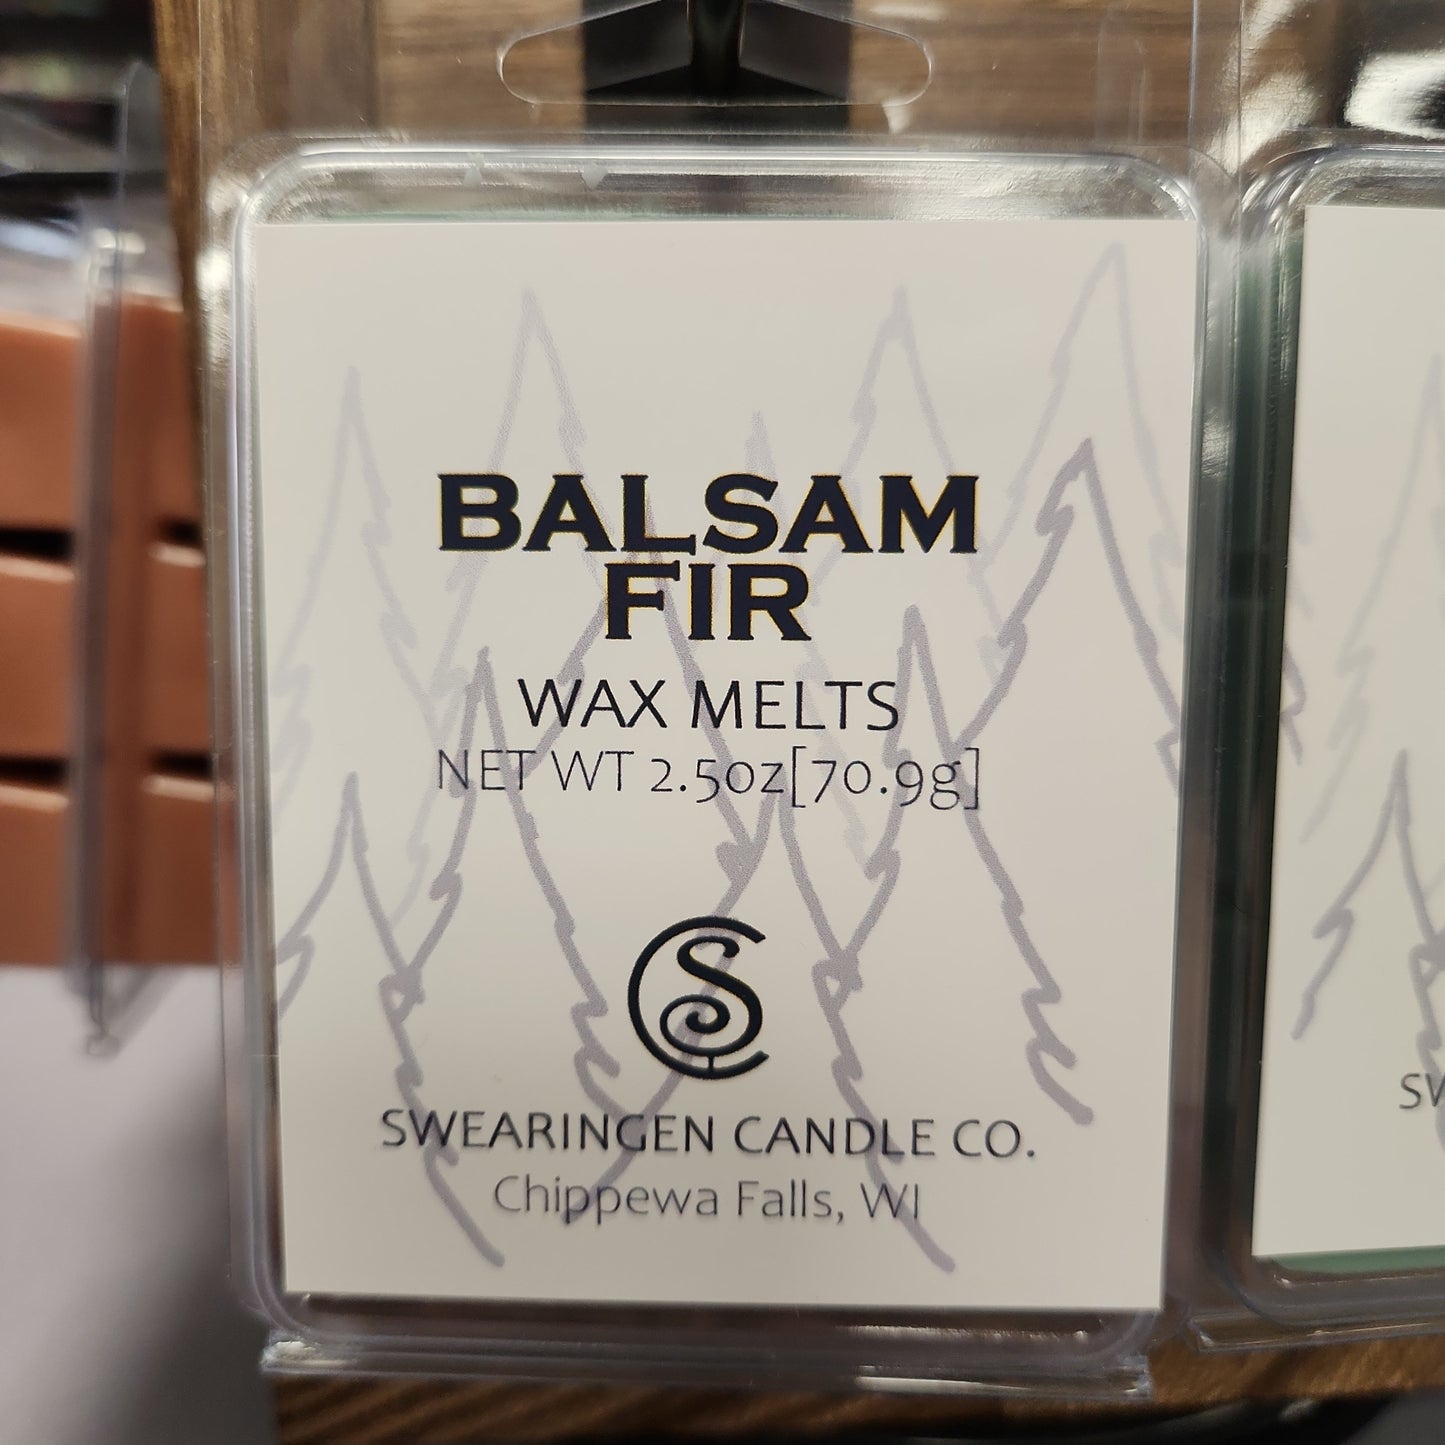 BALSAM
FIR
WAX MELTS
NET WT 2.5oz[70.9g]
SWEARINGEN CANDLE CO.
Chippewa Falls, WI